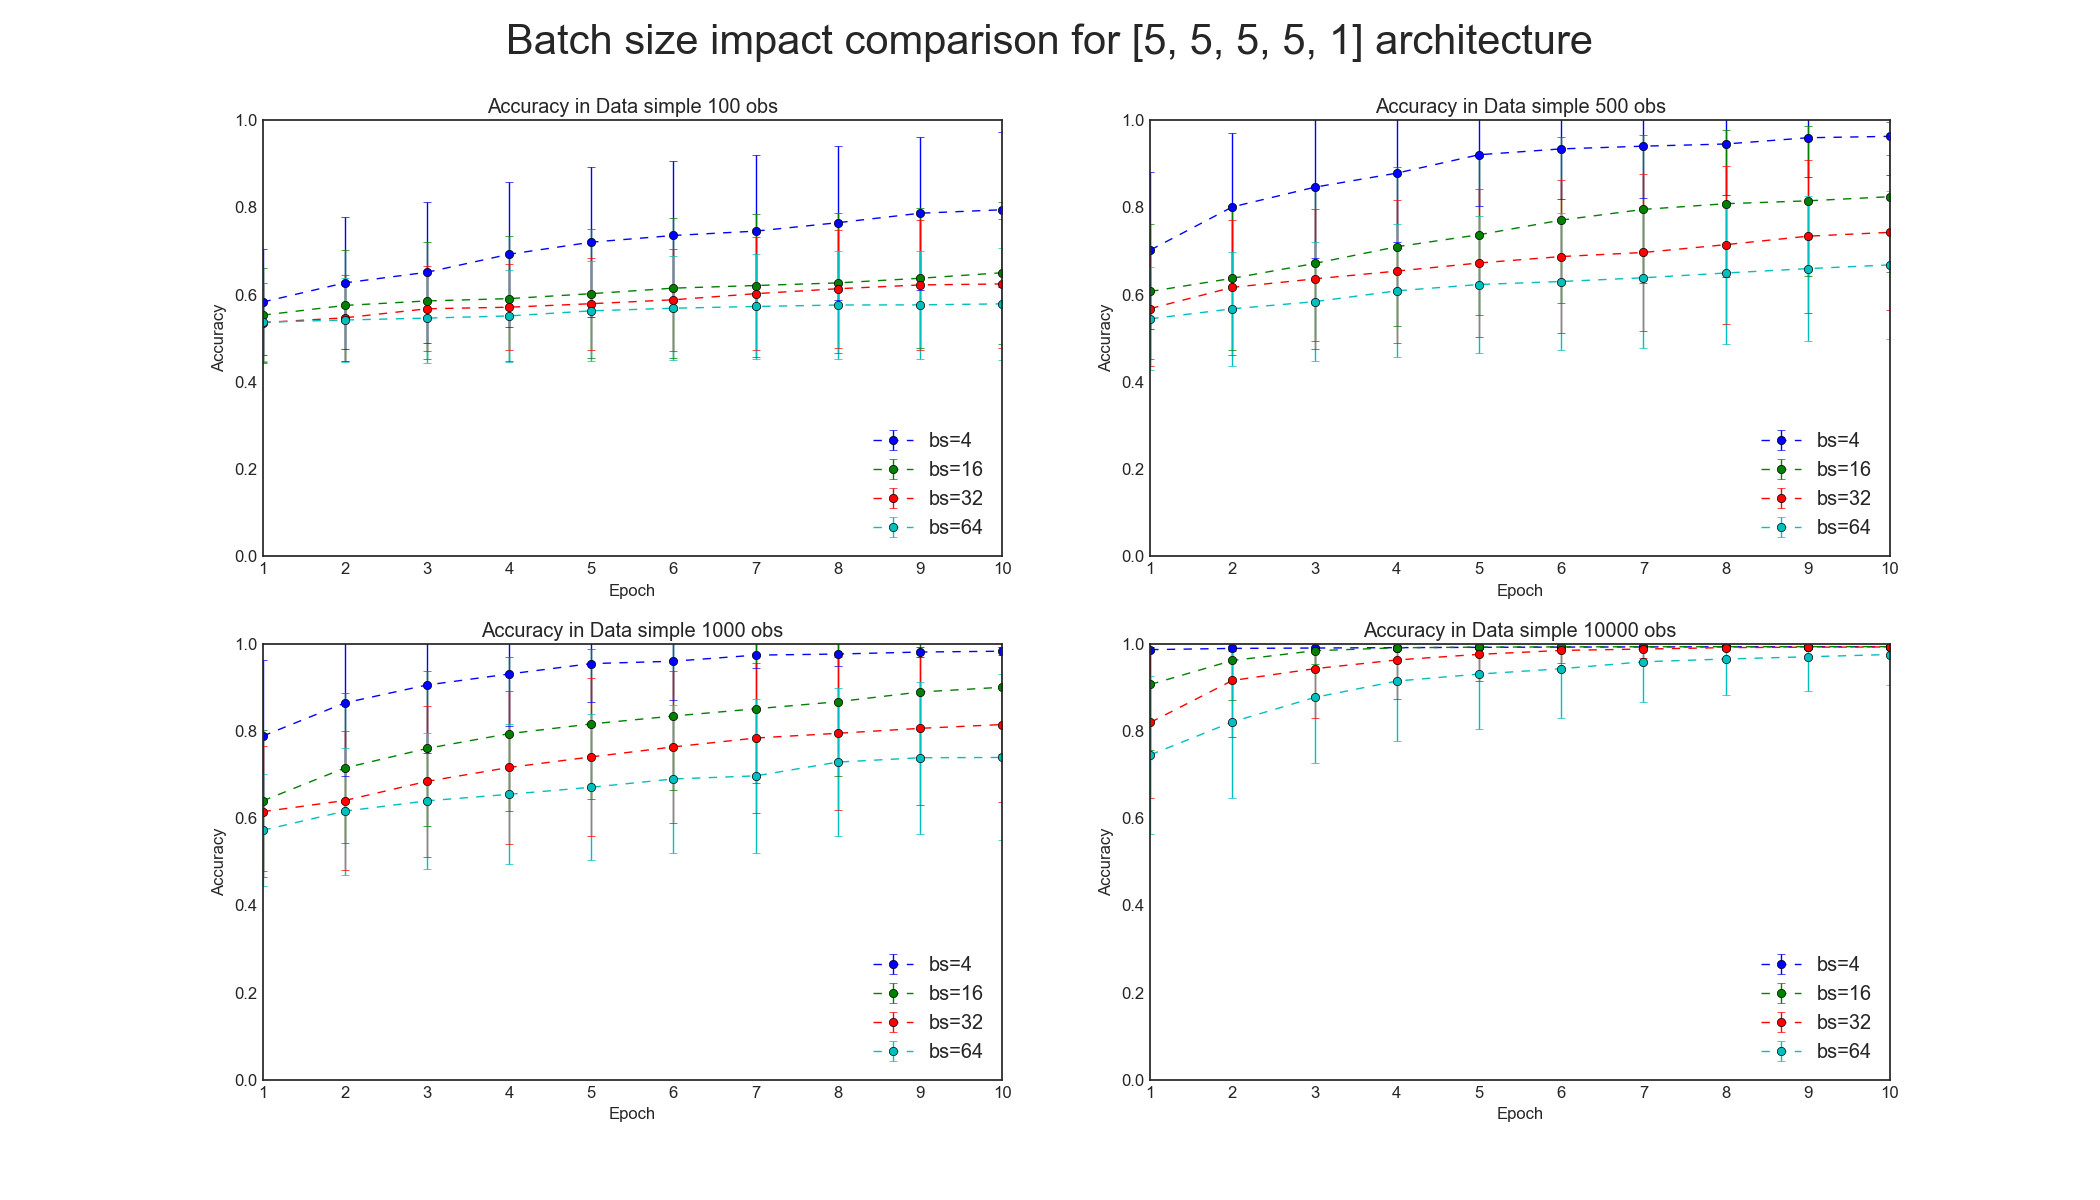 Batch size impact comparison for [5, 5, 5, 5, 1] architecture
Accuracy in Data simple 100 obs
1.0
0.8
0.6
0.4
0.2
0.0
Accuracy
1 2 3 4 5 6 7 8 9 10
Epoch
bs=4
bs=16
bs=32
bs=64
Accuracy in Data simple 500 obs
1.0
0.8
0.6
0.4
0.2
0.0
Accuracy
1 2 3 4 5 6 7 8 9 10
Epoch
bs=4
bs=16
bs=32
bs=64
Accuracy in Data simple 1000 obs
1.0
0.8
0.6
0.4
0.2
0.0
Accuracy
1 2 3 4 5 6 7 8 9 10
Epoch
bs=4
bs=16
bs=32
bs=64
Accuracy in Data simple 10000 obs
1.0
0.8
0.6
0.4
0.2
0.0
Accuracy
1 2 3 4 5 6 7 8 9 10
Epoch
bs=4
bs=16
bs=32
bs=64